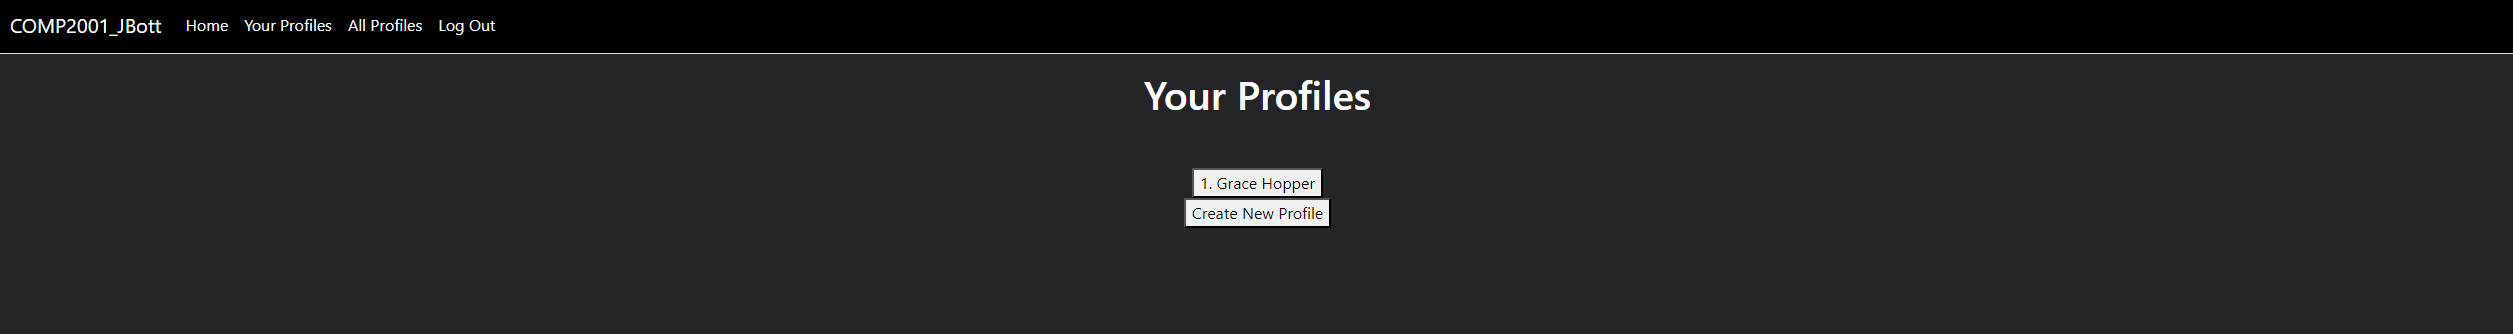 COMP2001_JBott Home Your Profiles All Profiles Log Out
Your Profiles
1. Grace Hopper
Create New Profile